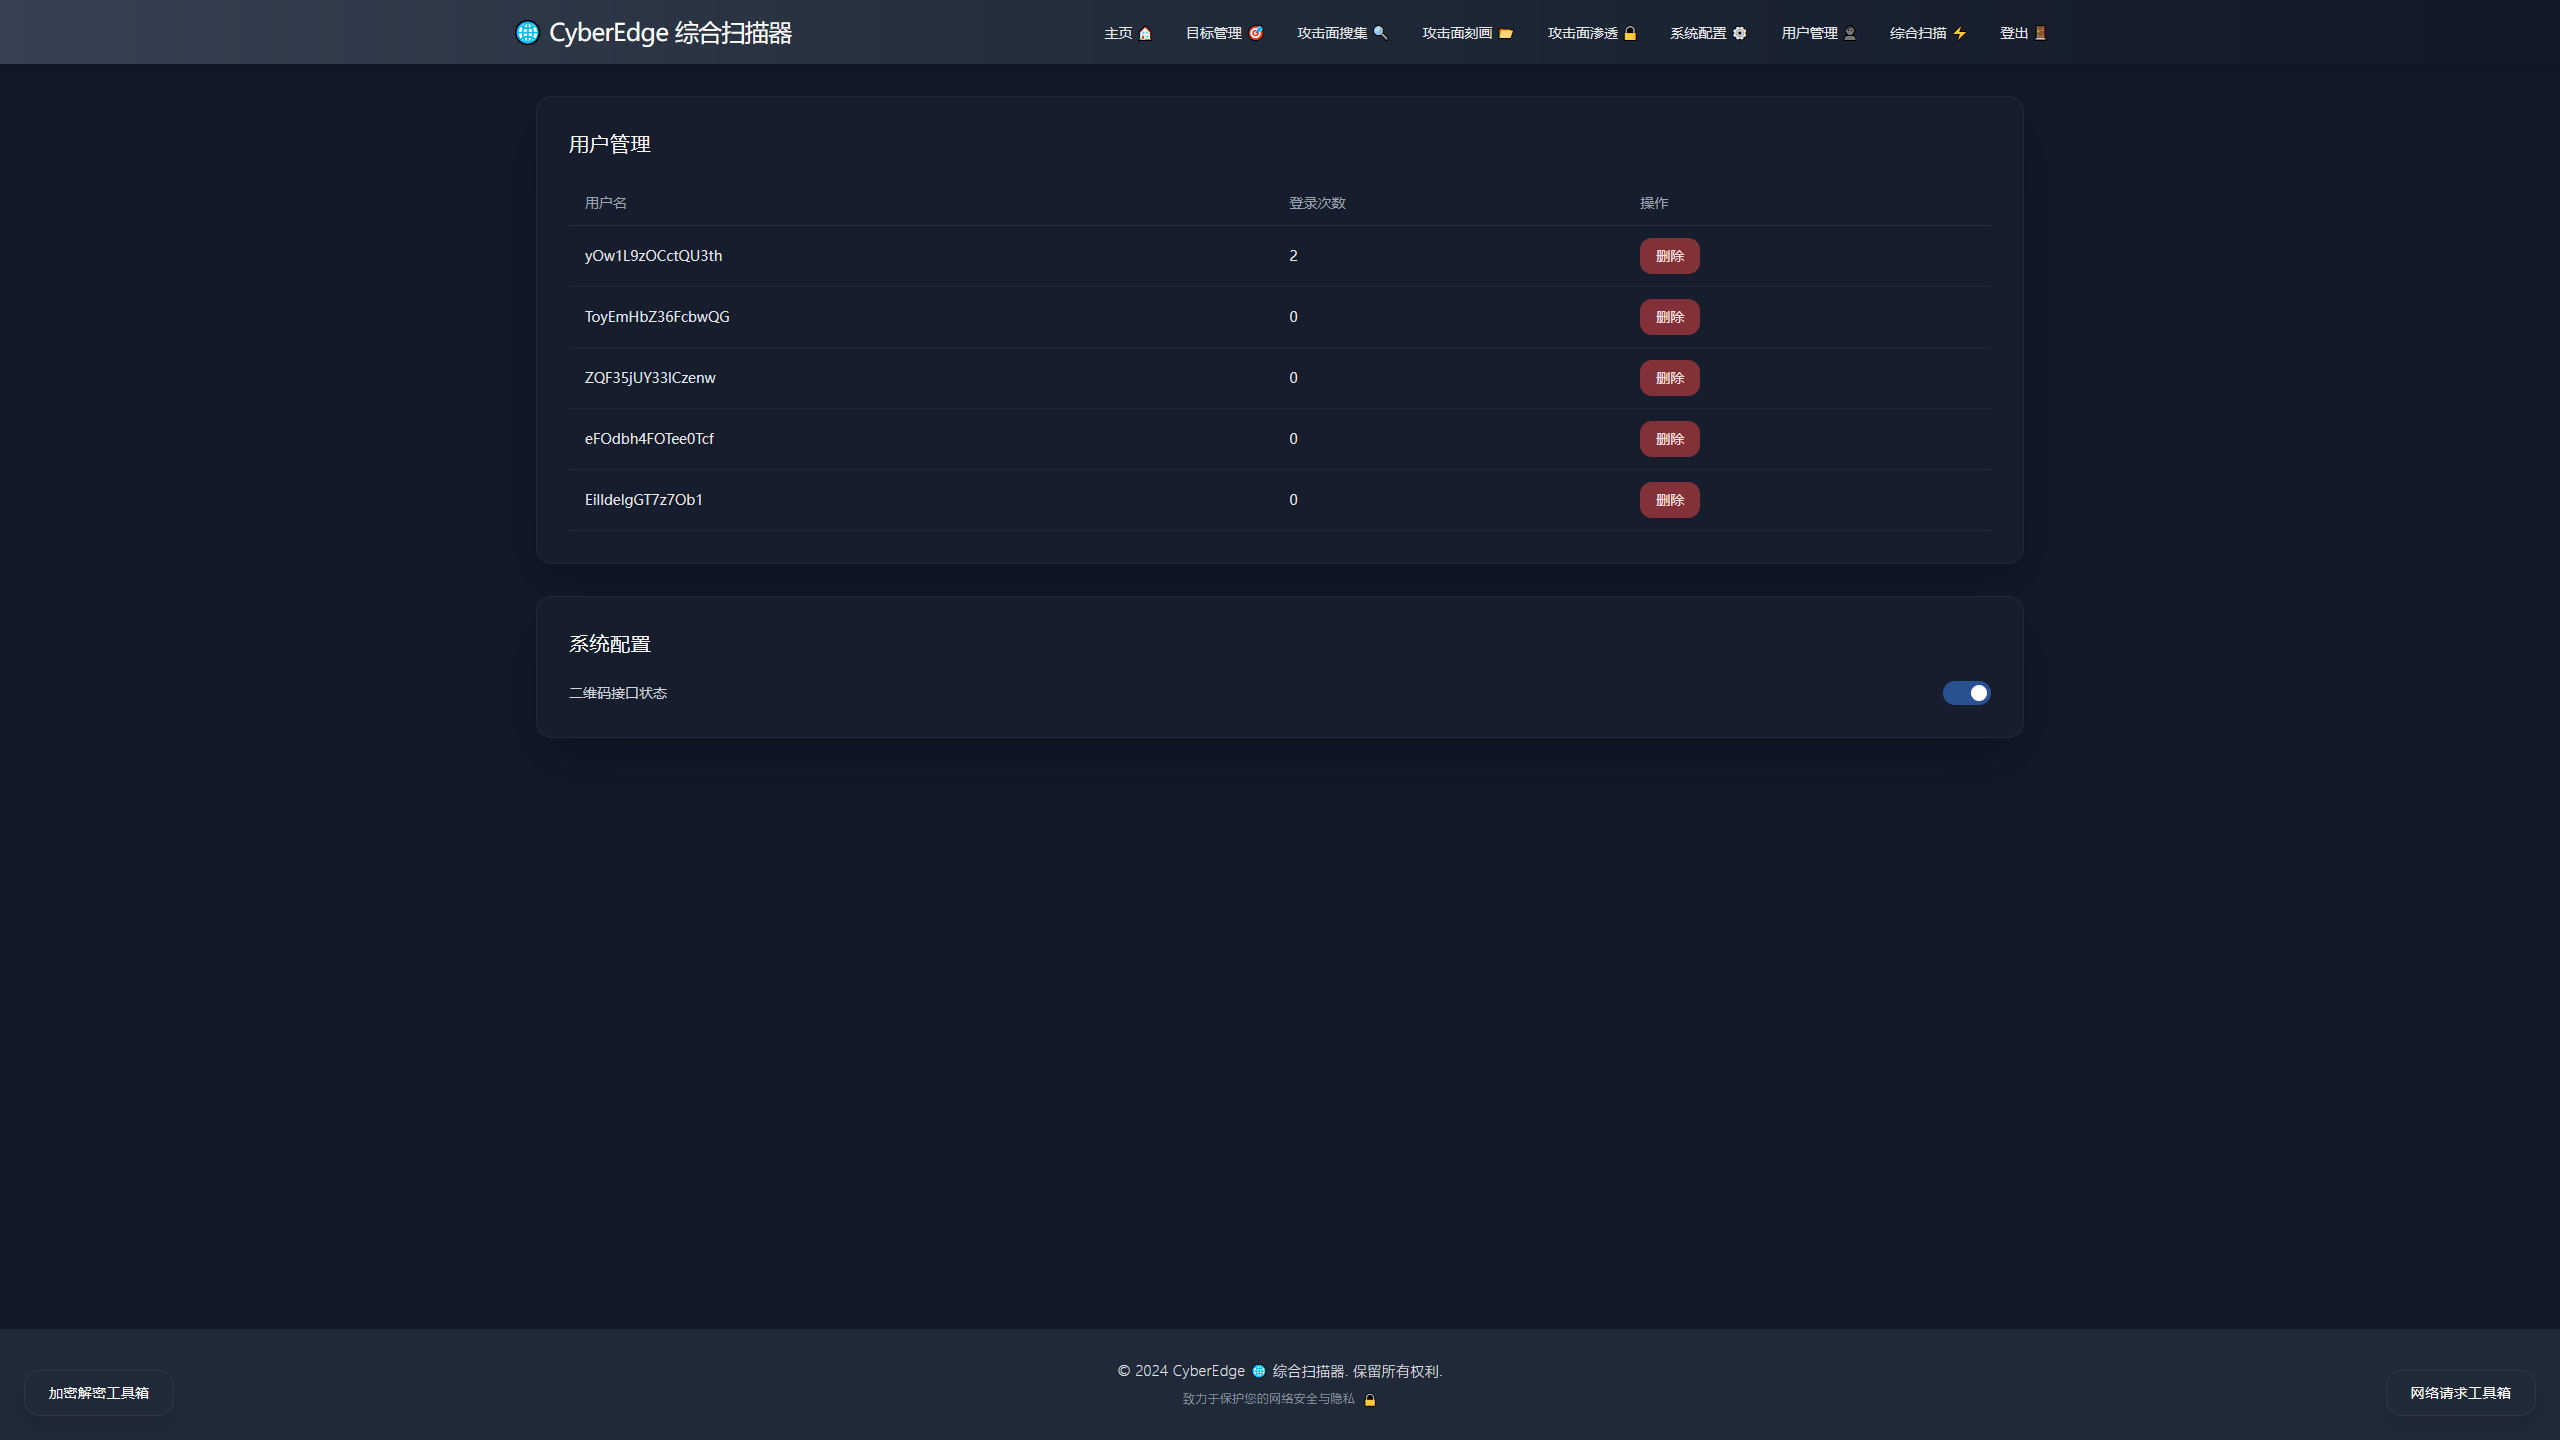 🌐 CyberEdge 综合扫描器
主页 🏠 目标管理 🎯 攻击面搜集 🔍 攻击面刻画 📂 攻击面渗透 🔒 系统配置 ⚙️ 用户管理 👤 综合扫描 ⚡ 登出 🚪
用户管理
用户名 登录次数 操作
yOw1L9zOCctQU3th 2 删除
ToyEmHbZ36FcbwQG 0 删除
ZQF35jUY33ICzenw 0 删除
eFOdbh4FOTee0Tcf 0 删除
EilIdelgGT7z7Ob1 0 删除
系统配置
二维码接口状态
© 2024 CyberEdge 🌐 综合扫描器. 保留所有权利.
致力于保护您的网络安全与隐私 🔒
加密解密工具箱
网络请求工具箱